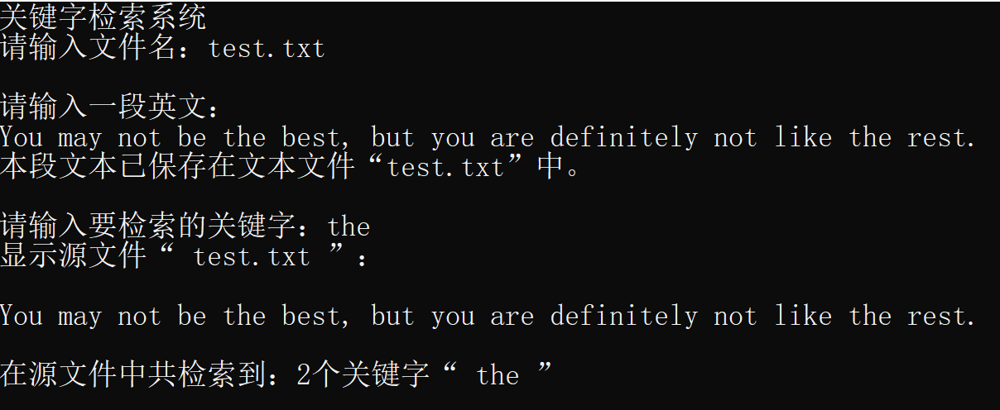 关键字检索系统
请输入文件名：test.txt
请输入一段英文：
You may not be the best, but you are definitely not like the rest.
本段文本已保存在文本文件“test.txt”中。
请输入要检索的关键字：the
显示源文件“ test.txt ”：
You may not be the best, but you are definitely not like the rest.
在源文件中共检索到：2个关键字“ the ”